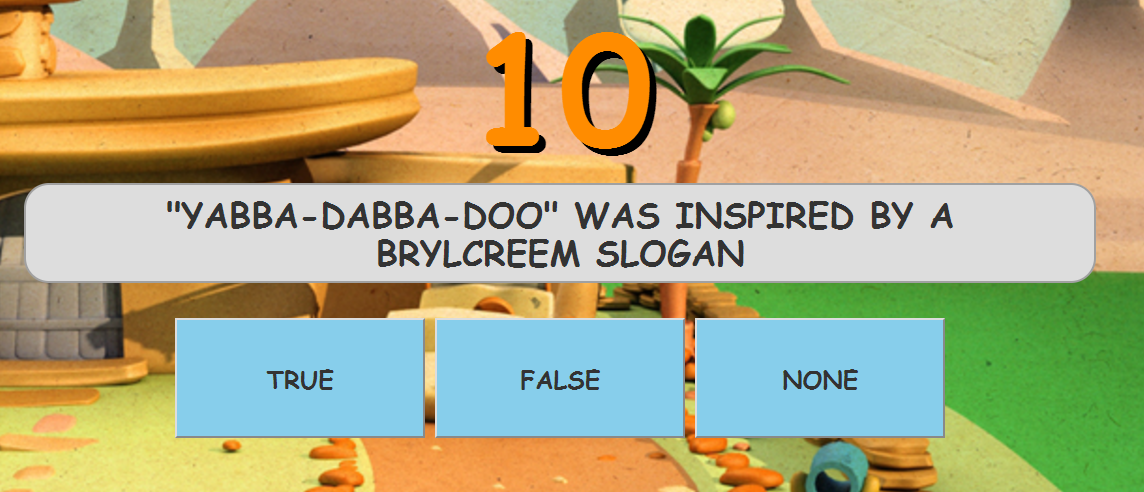 10
"YABBA-DABBA-DOO" WAS INSPIRED BY A
BRYLCREEM SLOGAN
TRUE
FALSE
NONE